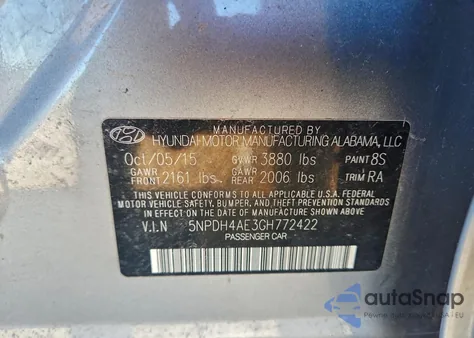 HYUNDAI MOTOR MANUFACTURING ALABAMA, LLC
Oct/05/15 GVWR 3880 lbs PAINT 8S
GAWR FRONT 2161 lbs GAWR REAR 2006 lbs TRIM RA
THIS VEHICLE CONFORMS TO ALL APPLICABLE U.S.A. FEDERAL
MOTOR VEHICLE SAFETY, BUMPER, AND THEFT PREVENTION
STANDARDS IN EFFECT ON THE DATE OF MANUFACTURE SHOWN ABOVE.
V.I.N 5NPDH4AE3GH772422
PASSENGER CAR
autoSnap